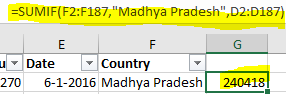 =SUMIF(F2:F187,"Madhya Pradesh",D2:D187)
E F G
Date Country
270 6-1-2016 Madhya Pradesh 240418